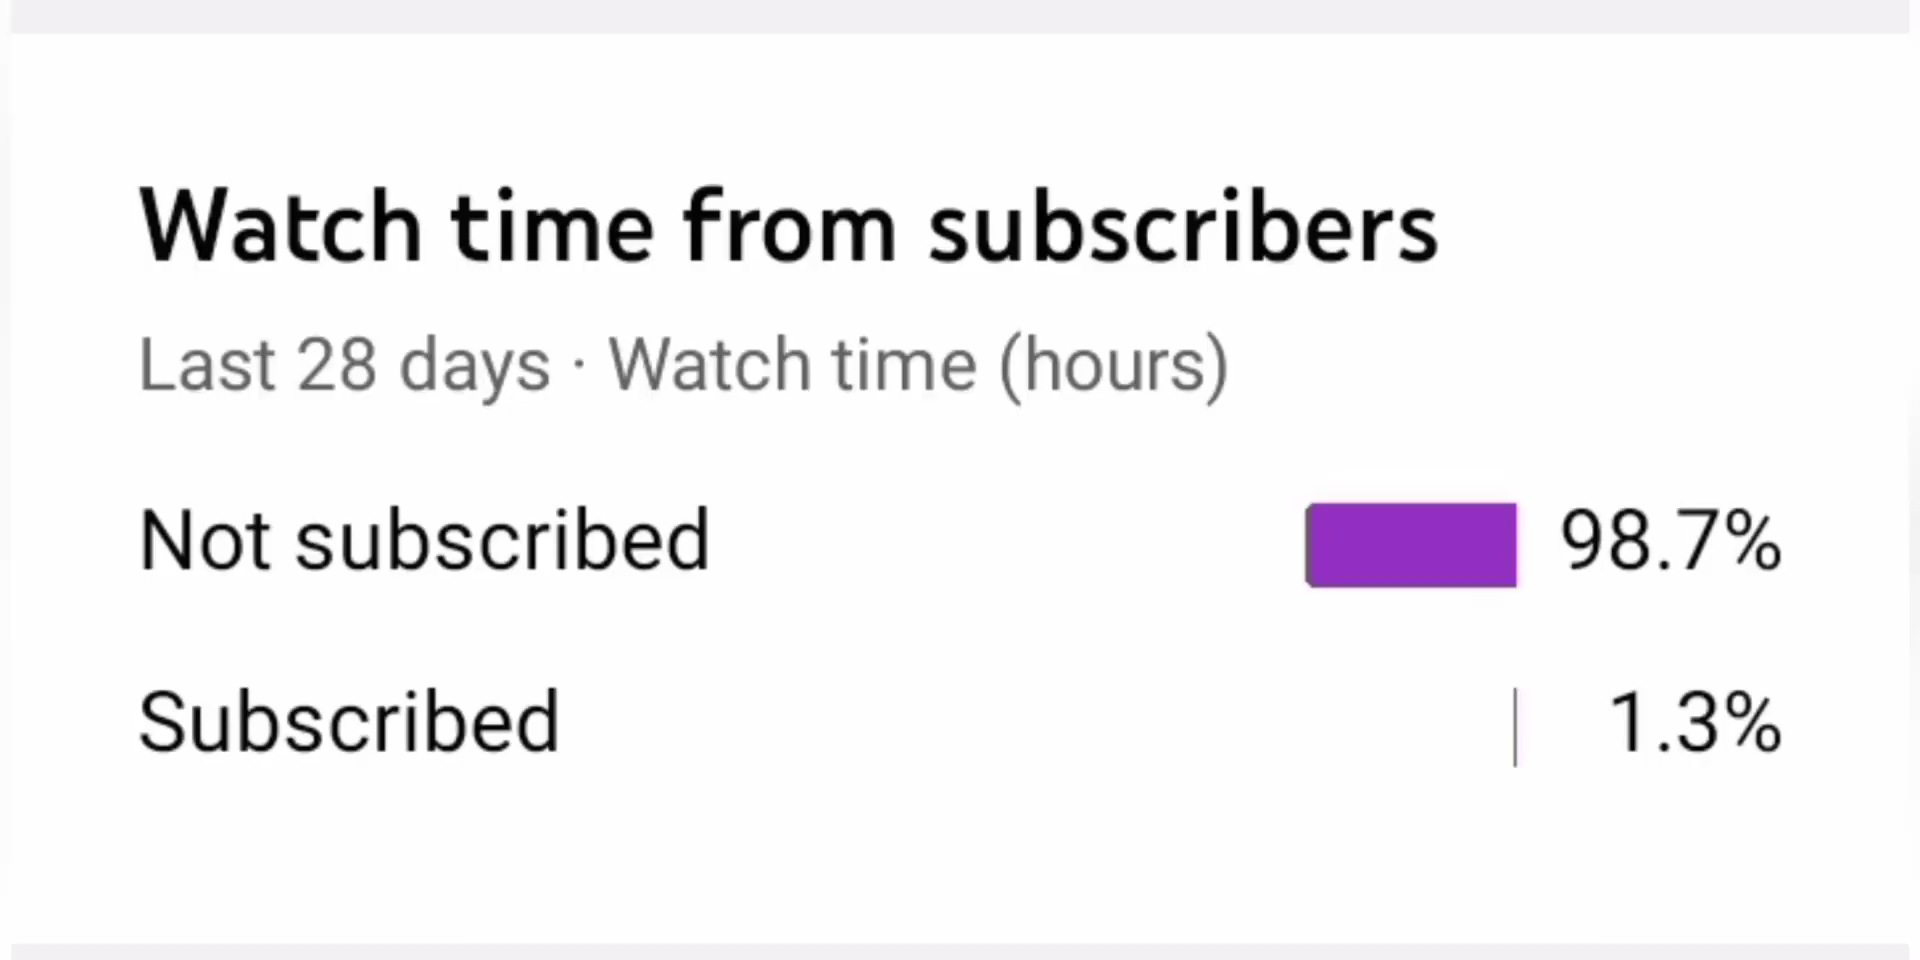 Watch time from subscribers
Last 28 days · Watch time (hours)
Not subscribed 98.7%
Subscribed 1.3%